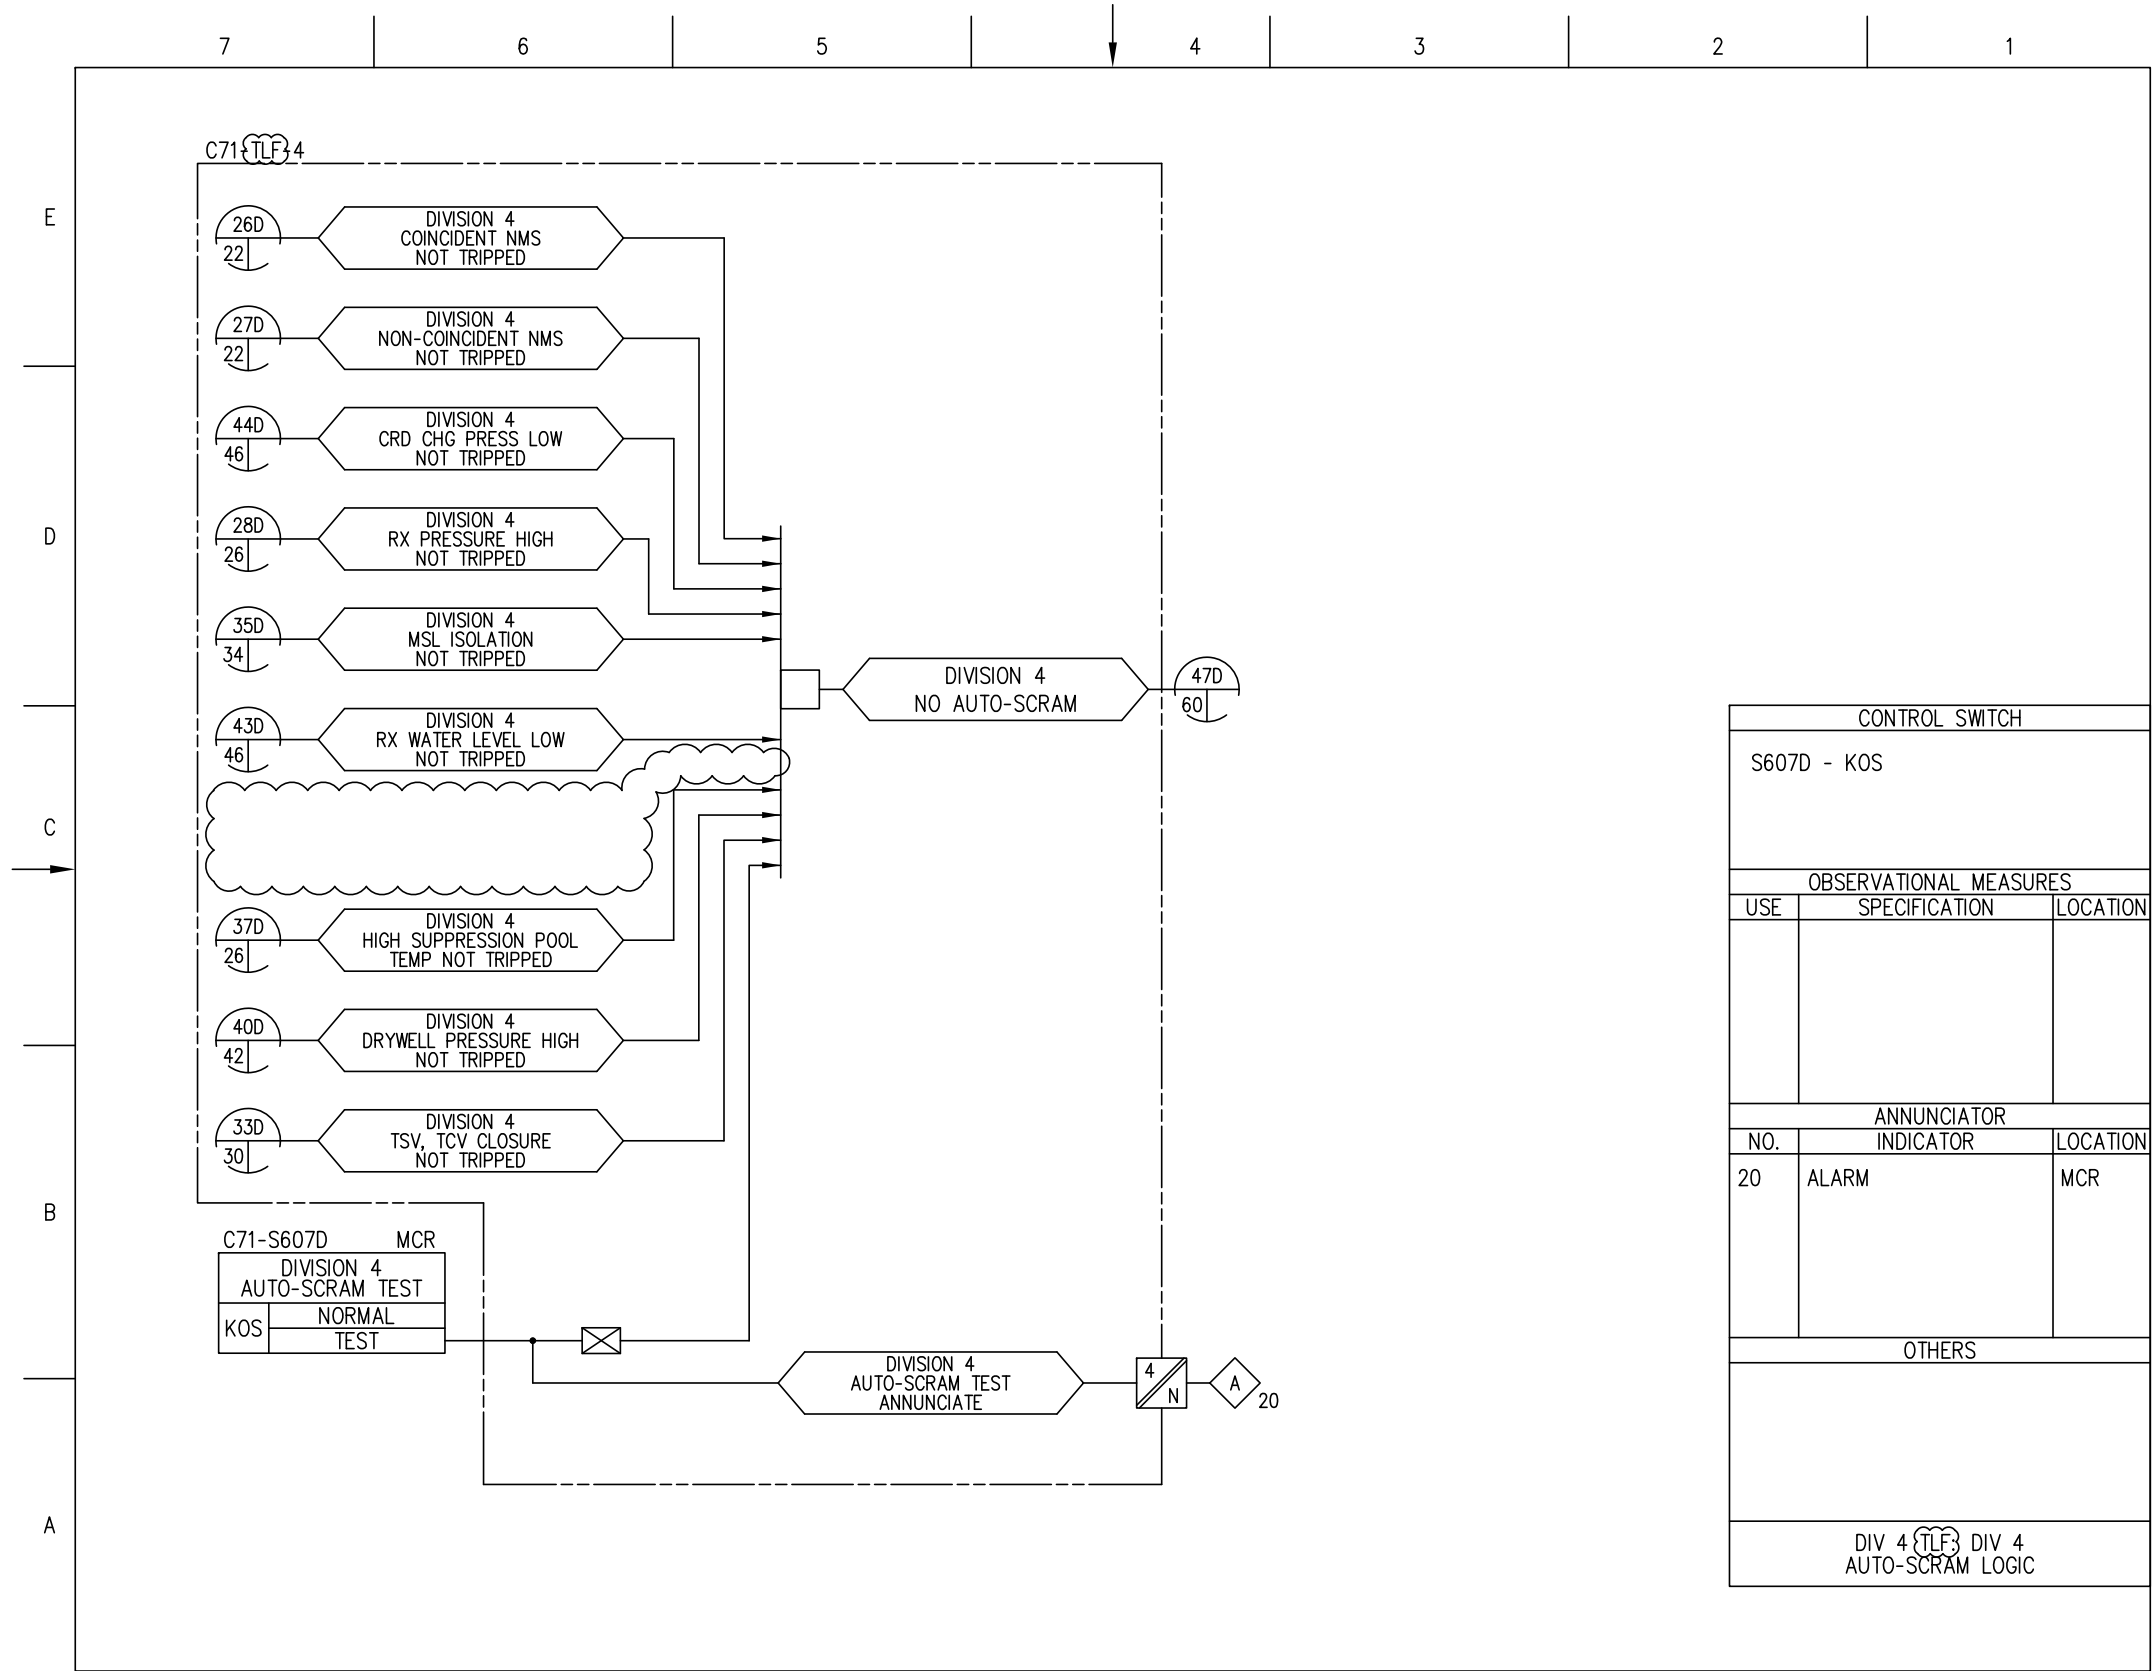 7 6 5 4 3 2 1
E
D
C
B
A
C71-TLF-4
26D
22
DIVISION 4
COINCIDENT NMS
NOT TRIPPED
27D
22
DIVISION 4
NON-COINCIDENT NMS
NOT TRIPPED
44D
46
DIVISION 4
CRD CHG PRESS LOW
NOT TRIPPED
28D
26
DIVISION 4
RX PRESSURE HIGH
NOT TRIPPED
35D
34
DIVISION 4
MSL ISOLATION
NOT TRIPPED
43D
46
DIVISION 4
RX WATER LEVEL LOW
NOT TRIPPED
37D
26
DIVISION 4
HIGH SUPPRESSION POOL
TEMP NOT TRIPPED
40D
42
DIVISION 4
DRYWELL PRESSURE HIGH
NOT TRIPPED
33D
30
DIVISION 4
TSV, TCV CLOSURE
NOT TRIPPED
DIVISION 4
NO AUTO-SCRAM
47D
60
C71-S607D MCR
DIVISION 4
AUTO-SCRAM TEST
KOS
NORMAL
TEST
DIVISION 4
AUTO-SCRAM TEST
ANNUNCIATE
4
N
A
20
CONTROL SWITCH
S607D - KOS
OBSERVATIONAL MEASURES
USE SPECIFICATION LOCATION
ANNUNCIATOR
NO. INDICATOR LOCATION
20 ALARM MCR
OTHERS
DIV 4 TLF: DIV 4
AUTO-SCRAM LOGIC